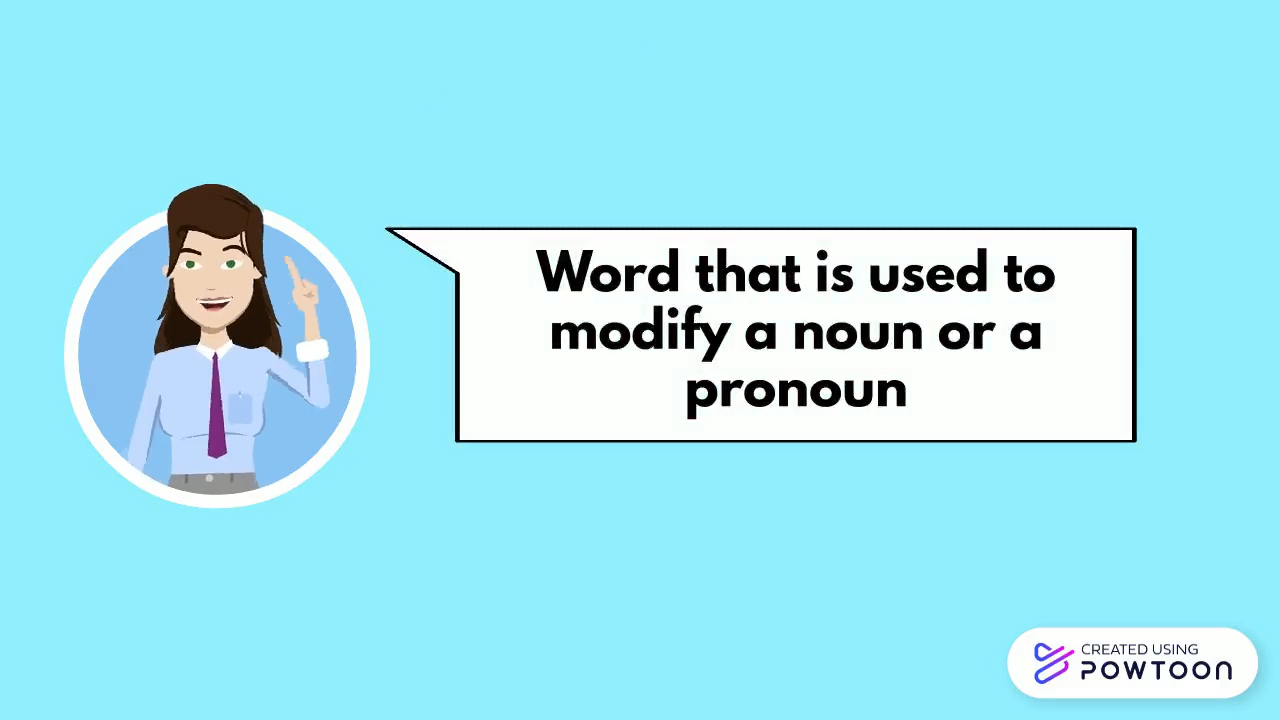 Word that is used to
modify a noun or a
pronoun
CREATED USING
POWTOON